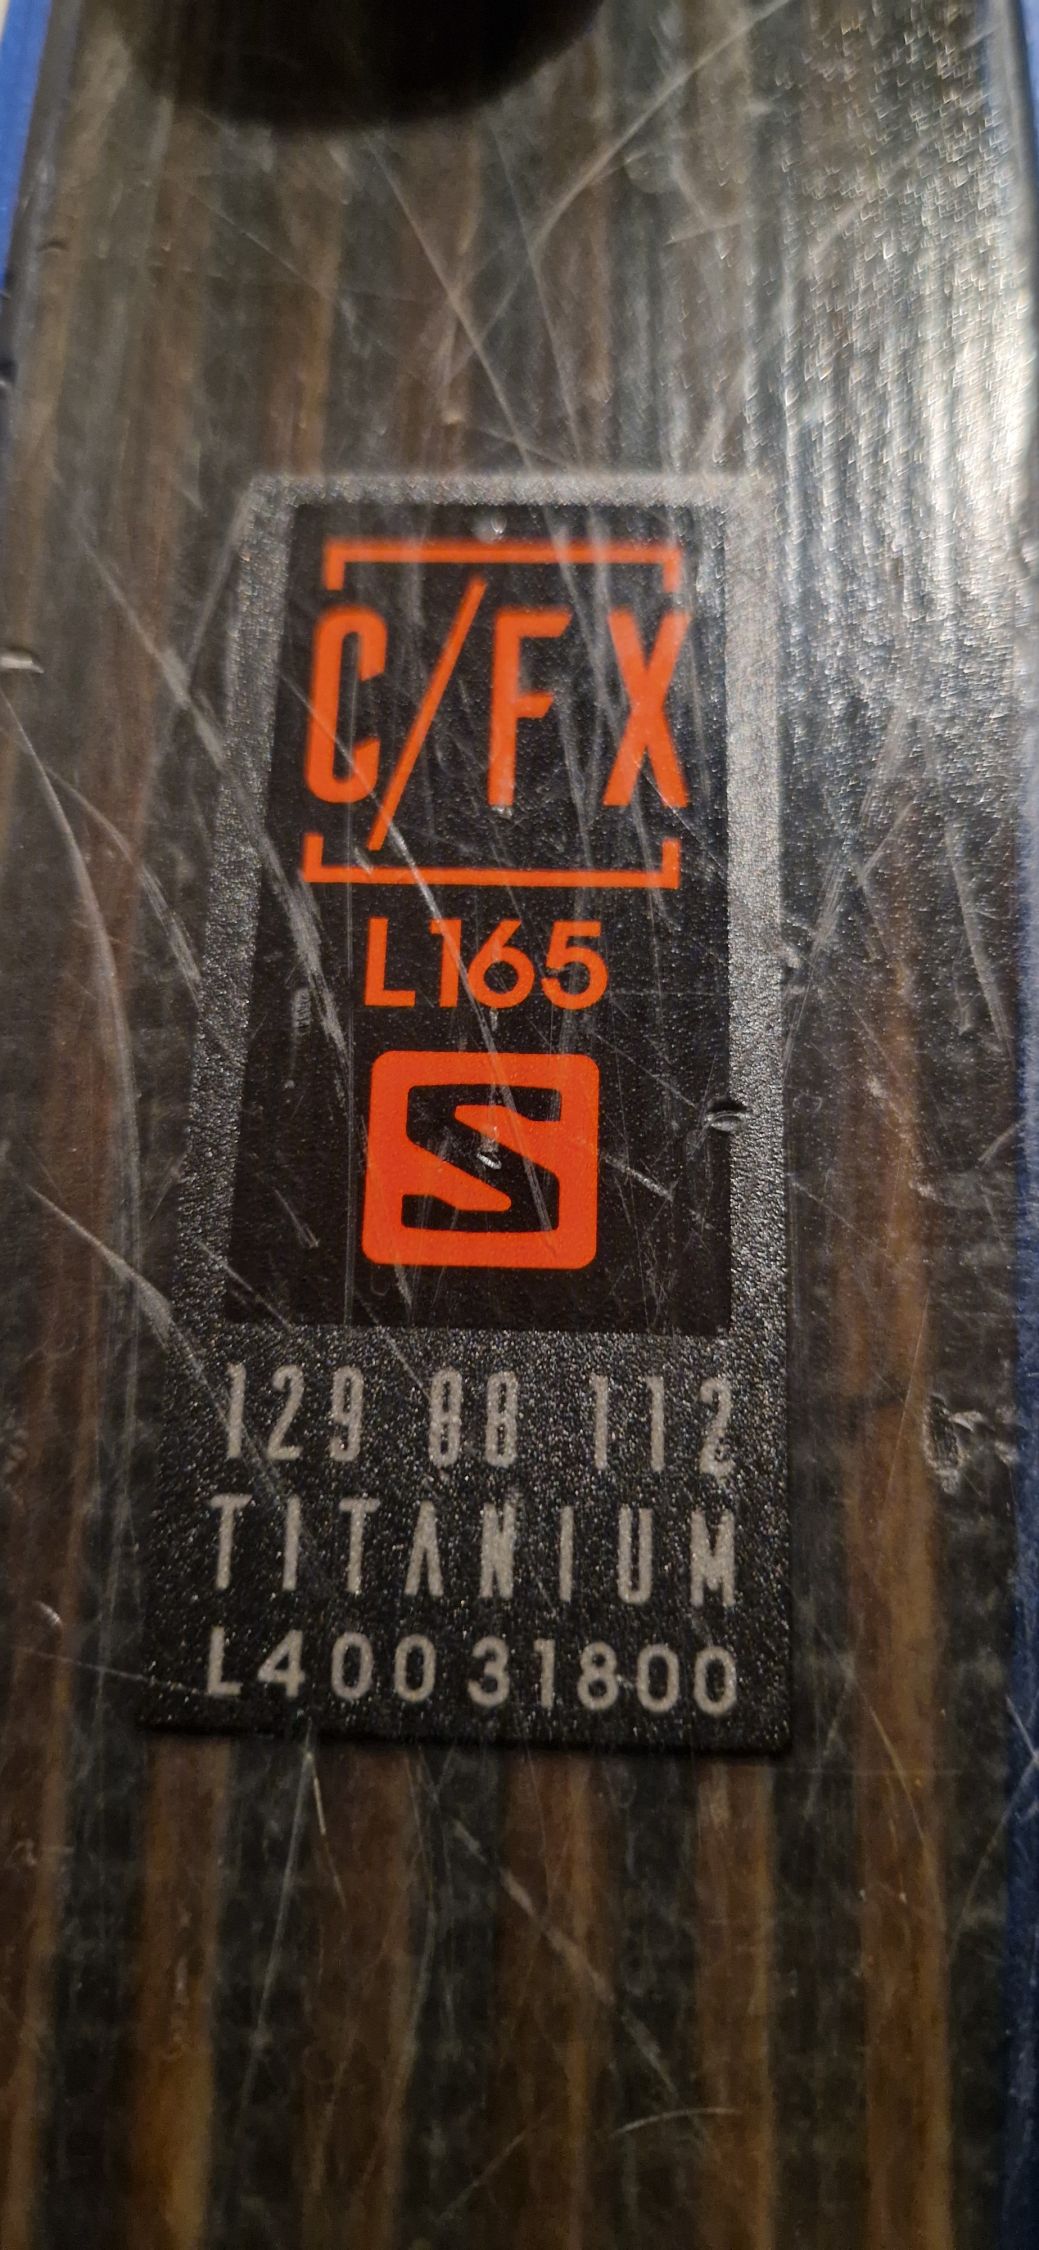 C/FX
L165
S
129 88 112
TITANIUM
L40031800